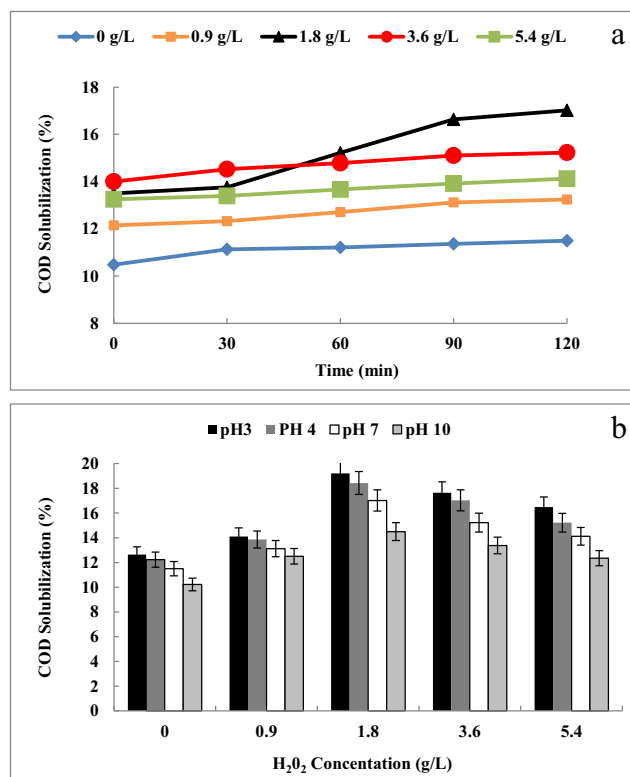 0 g/L 0.9 g/L 1.8 g/L 3.6 g/L 5.4 g/L
a
18
16
14
12
10
8
COD Solubilization (%)
0 30 60 90 120
Time (min)
pH3 PH 4 pH 7 pH 10
b
20
18
16
14
12
10
8
6
4
2
0
COD Solubilization (%)
0 0.9 1.8 3.6 5.4
H₂0₂ Concentation (g/L)